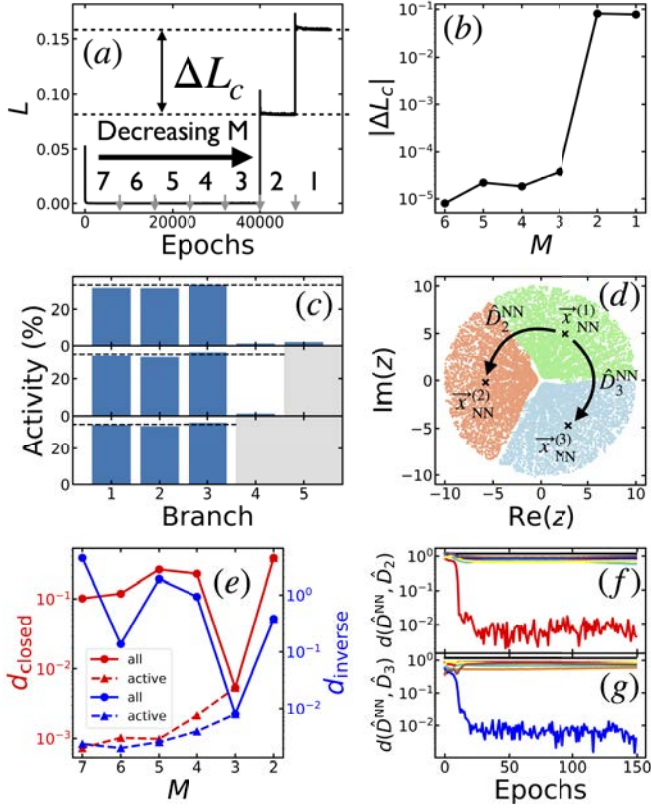 (a)
L
0.15
0.10
0.05
0.00
ΔL_c
Decreasing M
7 6 5 4 3 2 1
0 20000 40000
Epochs
(b)
|ΔL_c|
10^-1
10^-2
10^-3
10^-4
10^-5
6 5 4 3 2 1
M
(c)
Activity (%)
20
0
20
0
20
0
1 2 3 4 5
Branch
(d)
Im(z)
10
5
0
−5
−10
D̂_2^NN
x⃗_NN^(1)
D̂_3^NN
x⃗_NN^(2)
x⃗_NN^(3)
−10 −5 0 5 10
Re(z)
(e)
d_closed
10^-1
10^-2
10^-3
all
active
all
active
d_inverse
10^0
10^-1
10^-2
7 6 5 4 3 2
M
(f)
d(D̂^NN, D̂_2)
10^0
10^-1
10^-2
(g)
d(D̂^NN, D̂_3)
10^0
10^-1
10^-2
0 50 100 150
Epochs